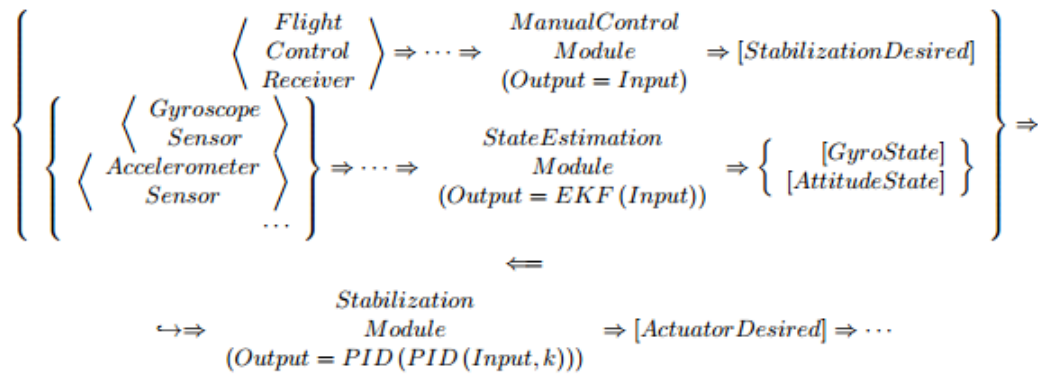 Flight
Control
Receiver
⇒ ⋯ ⇒
ManualControl
Module
(Output = Input)
⇒ [StabilizationDesired]
Gyroscope
Sensor
Accelerometer
Sensor
⋯
⇒ ⋯ ⇒
StateEstimation
Module
(Output = EKF (Input))
⇒
[GyroState]
[AttitudeState]
⇒
⟸
↪⇒
Stabilization
Module
(Output = PID (PID (Input, k)))
⇒ [ActuatorDesired] ⇒ ⋯